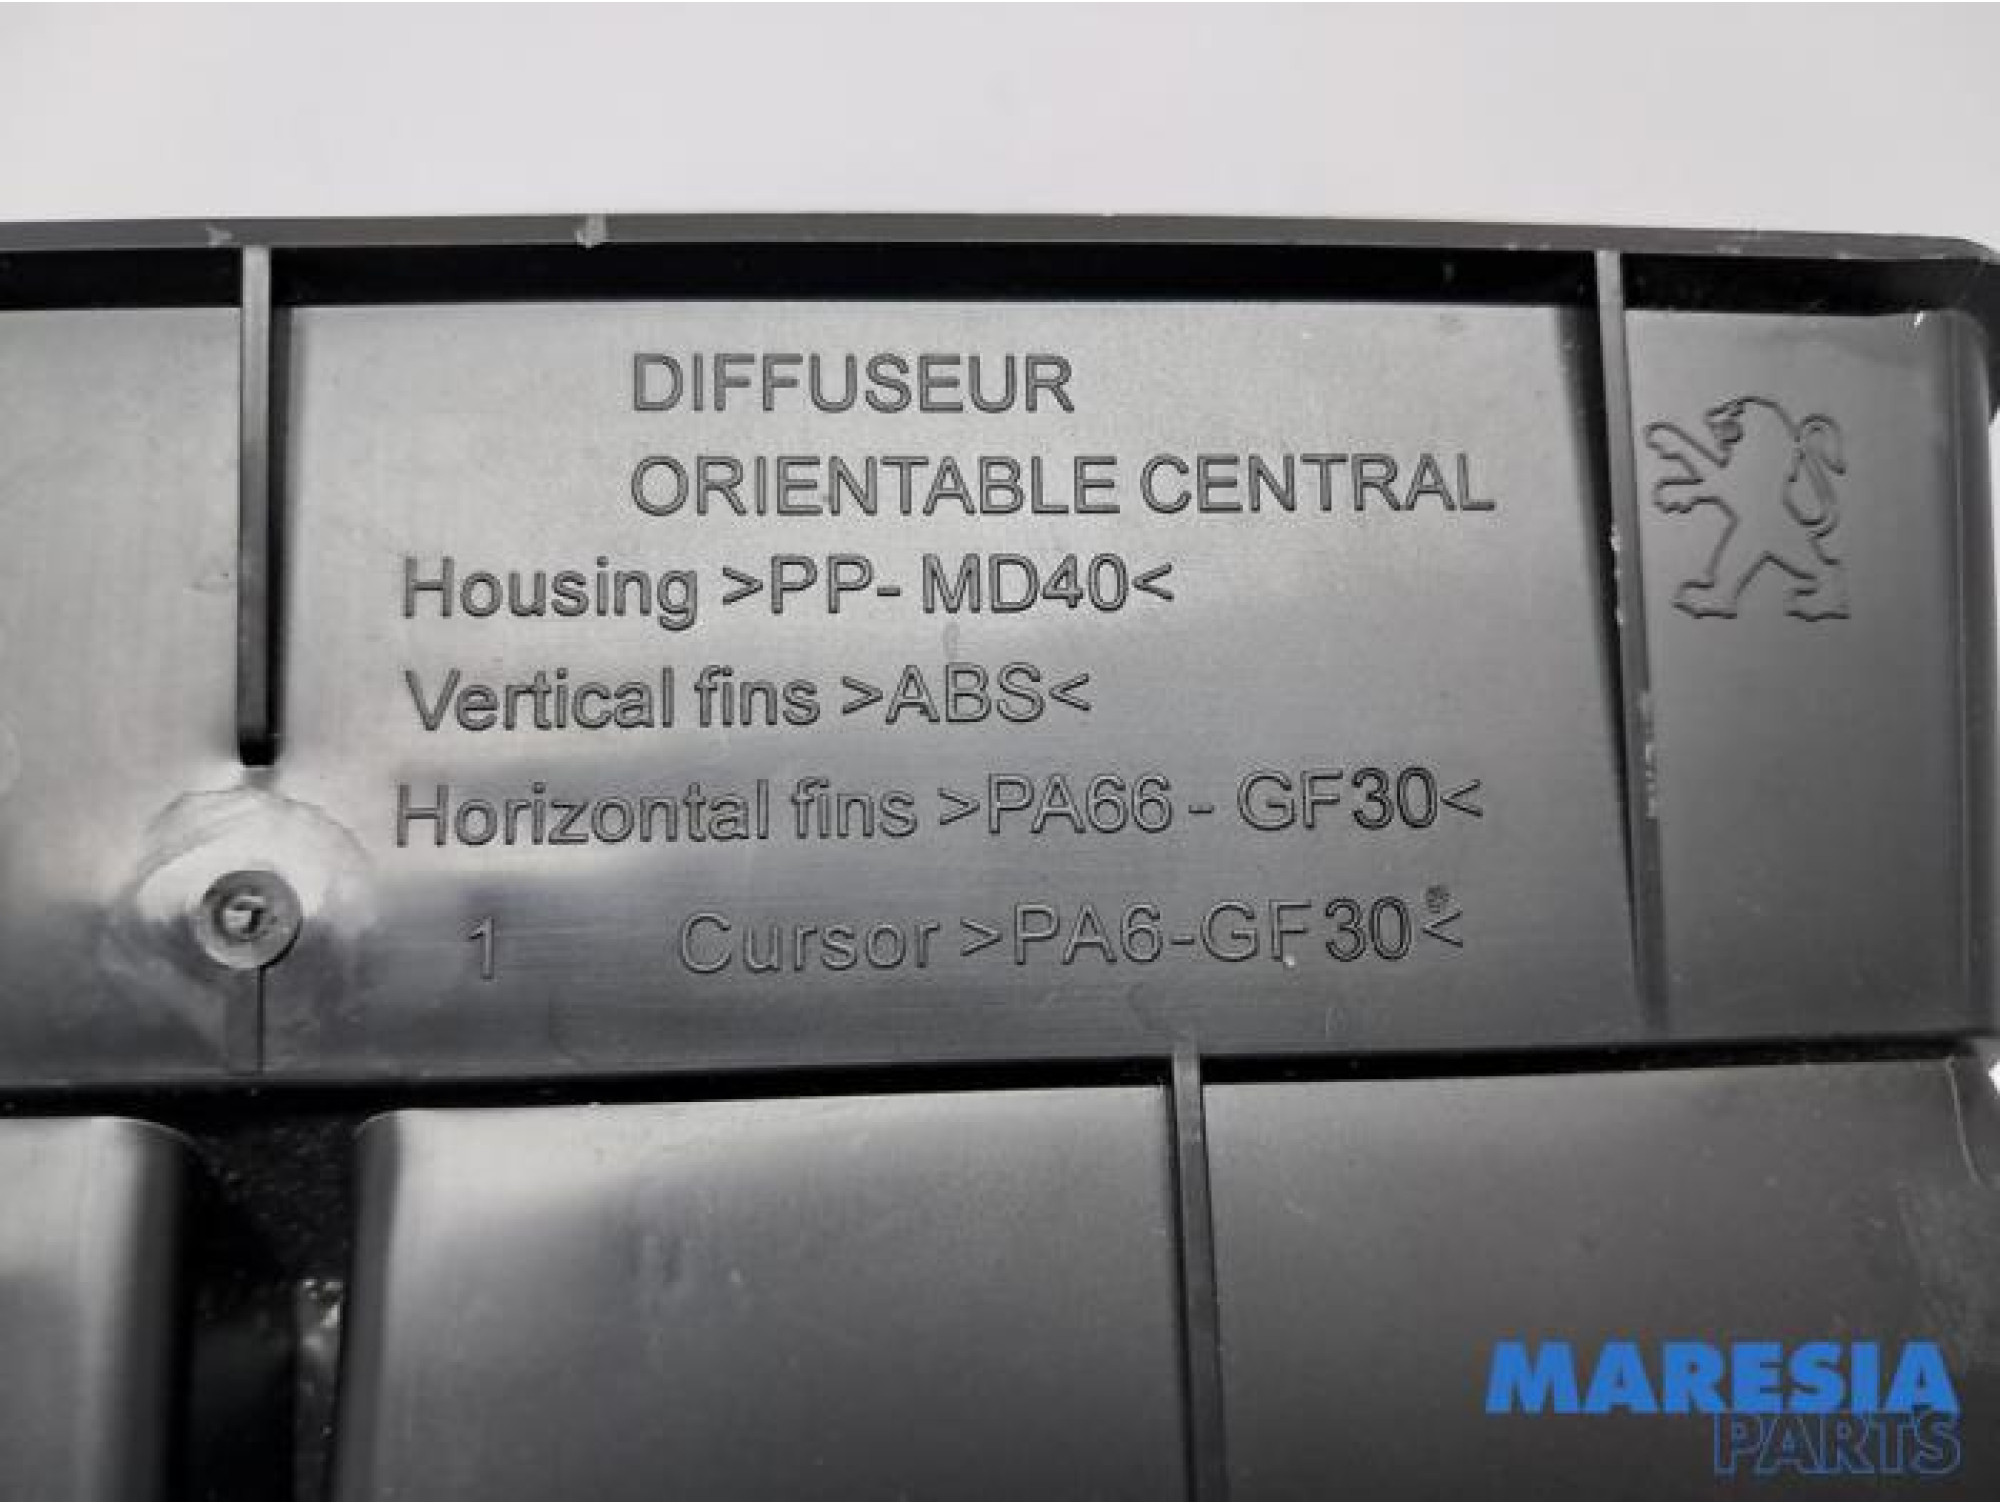 DIFFUSEUR
ORIENTABLE CENTRAL
Housing >PP- MD40<
Vertical fins >ABS<
Horizontal fins >PA66 - GF30<
1 Cursor >PA6-GF30<
MARESIA
PARTS